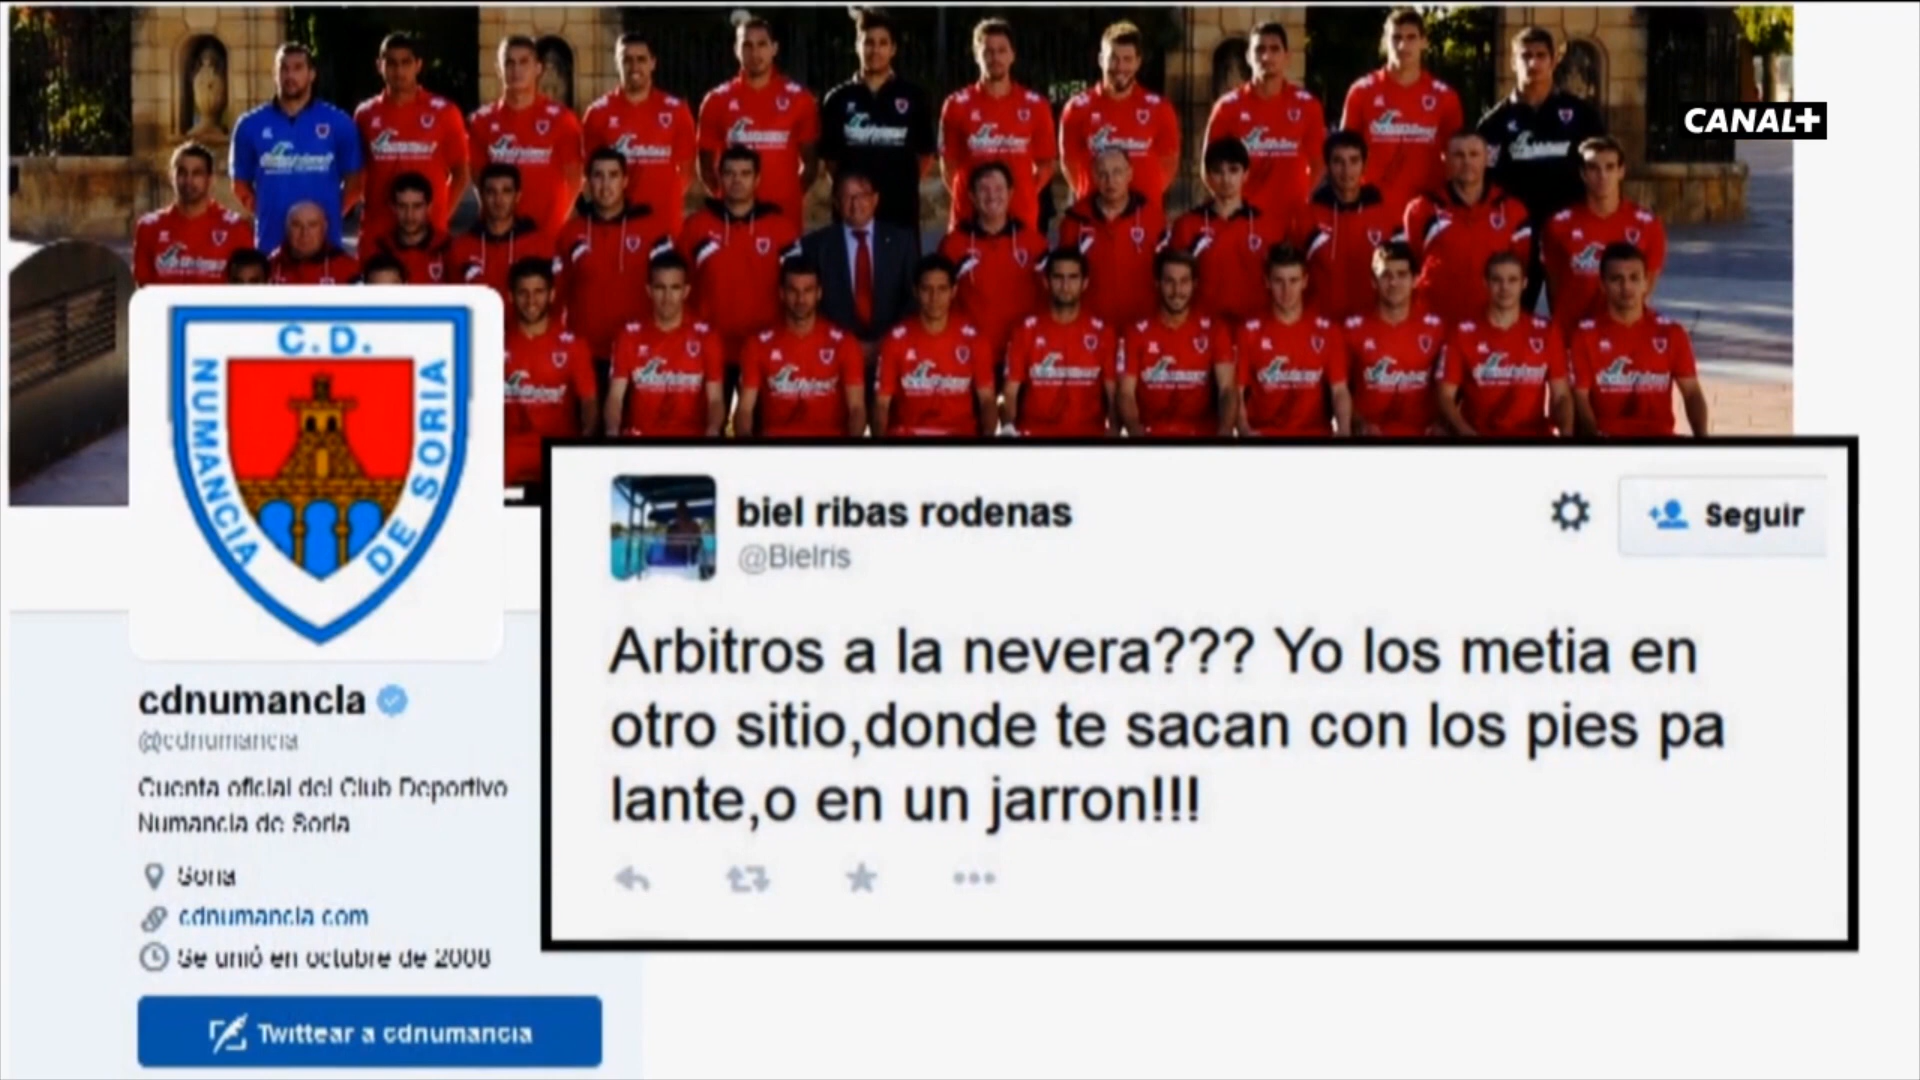 CANAL+
C.D.
NUMANCIA
DE SORIA
biel ribas rodenas
@Bielris
Seguir
Arbitros a la nevera??? Yo los metia en
otro sitio,donde te sacan con los pies pa
lante,o en un jarron!!!
cdnumancia
@cdnumancia
Cuenta oficial del Club Deportivo
Numancia de Soria
Soria
cdnumancia.com
Se unió en octubre de 2008
Twittear a cdnumancia